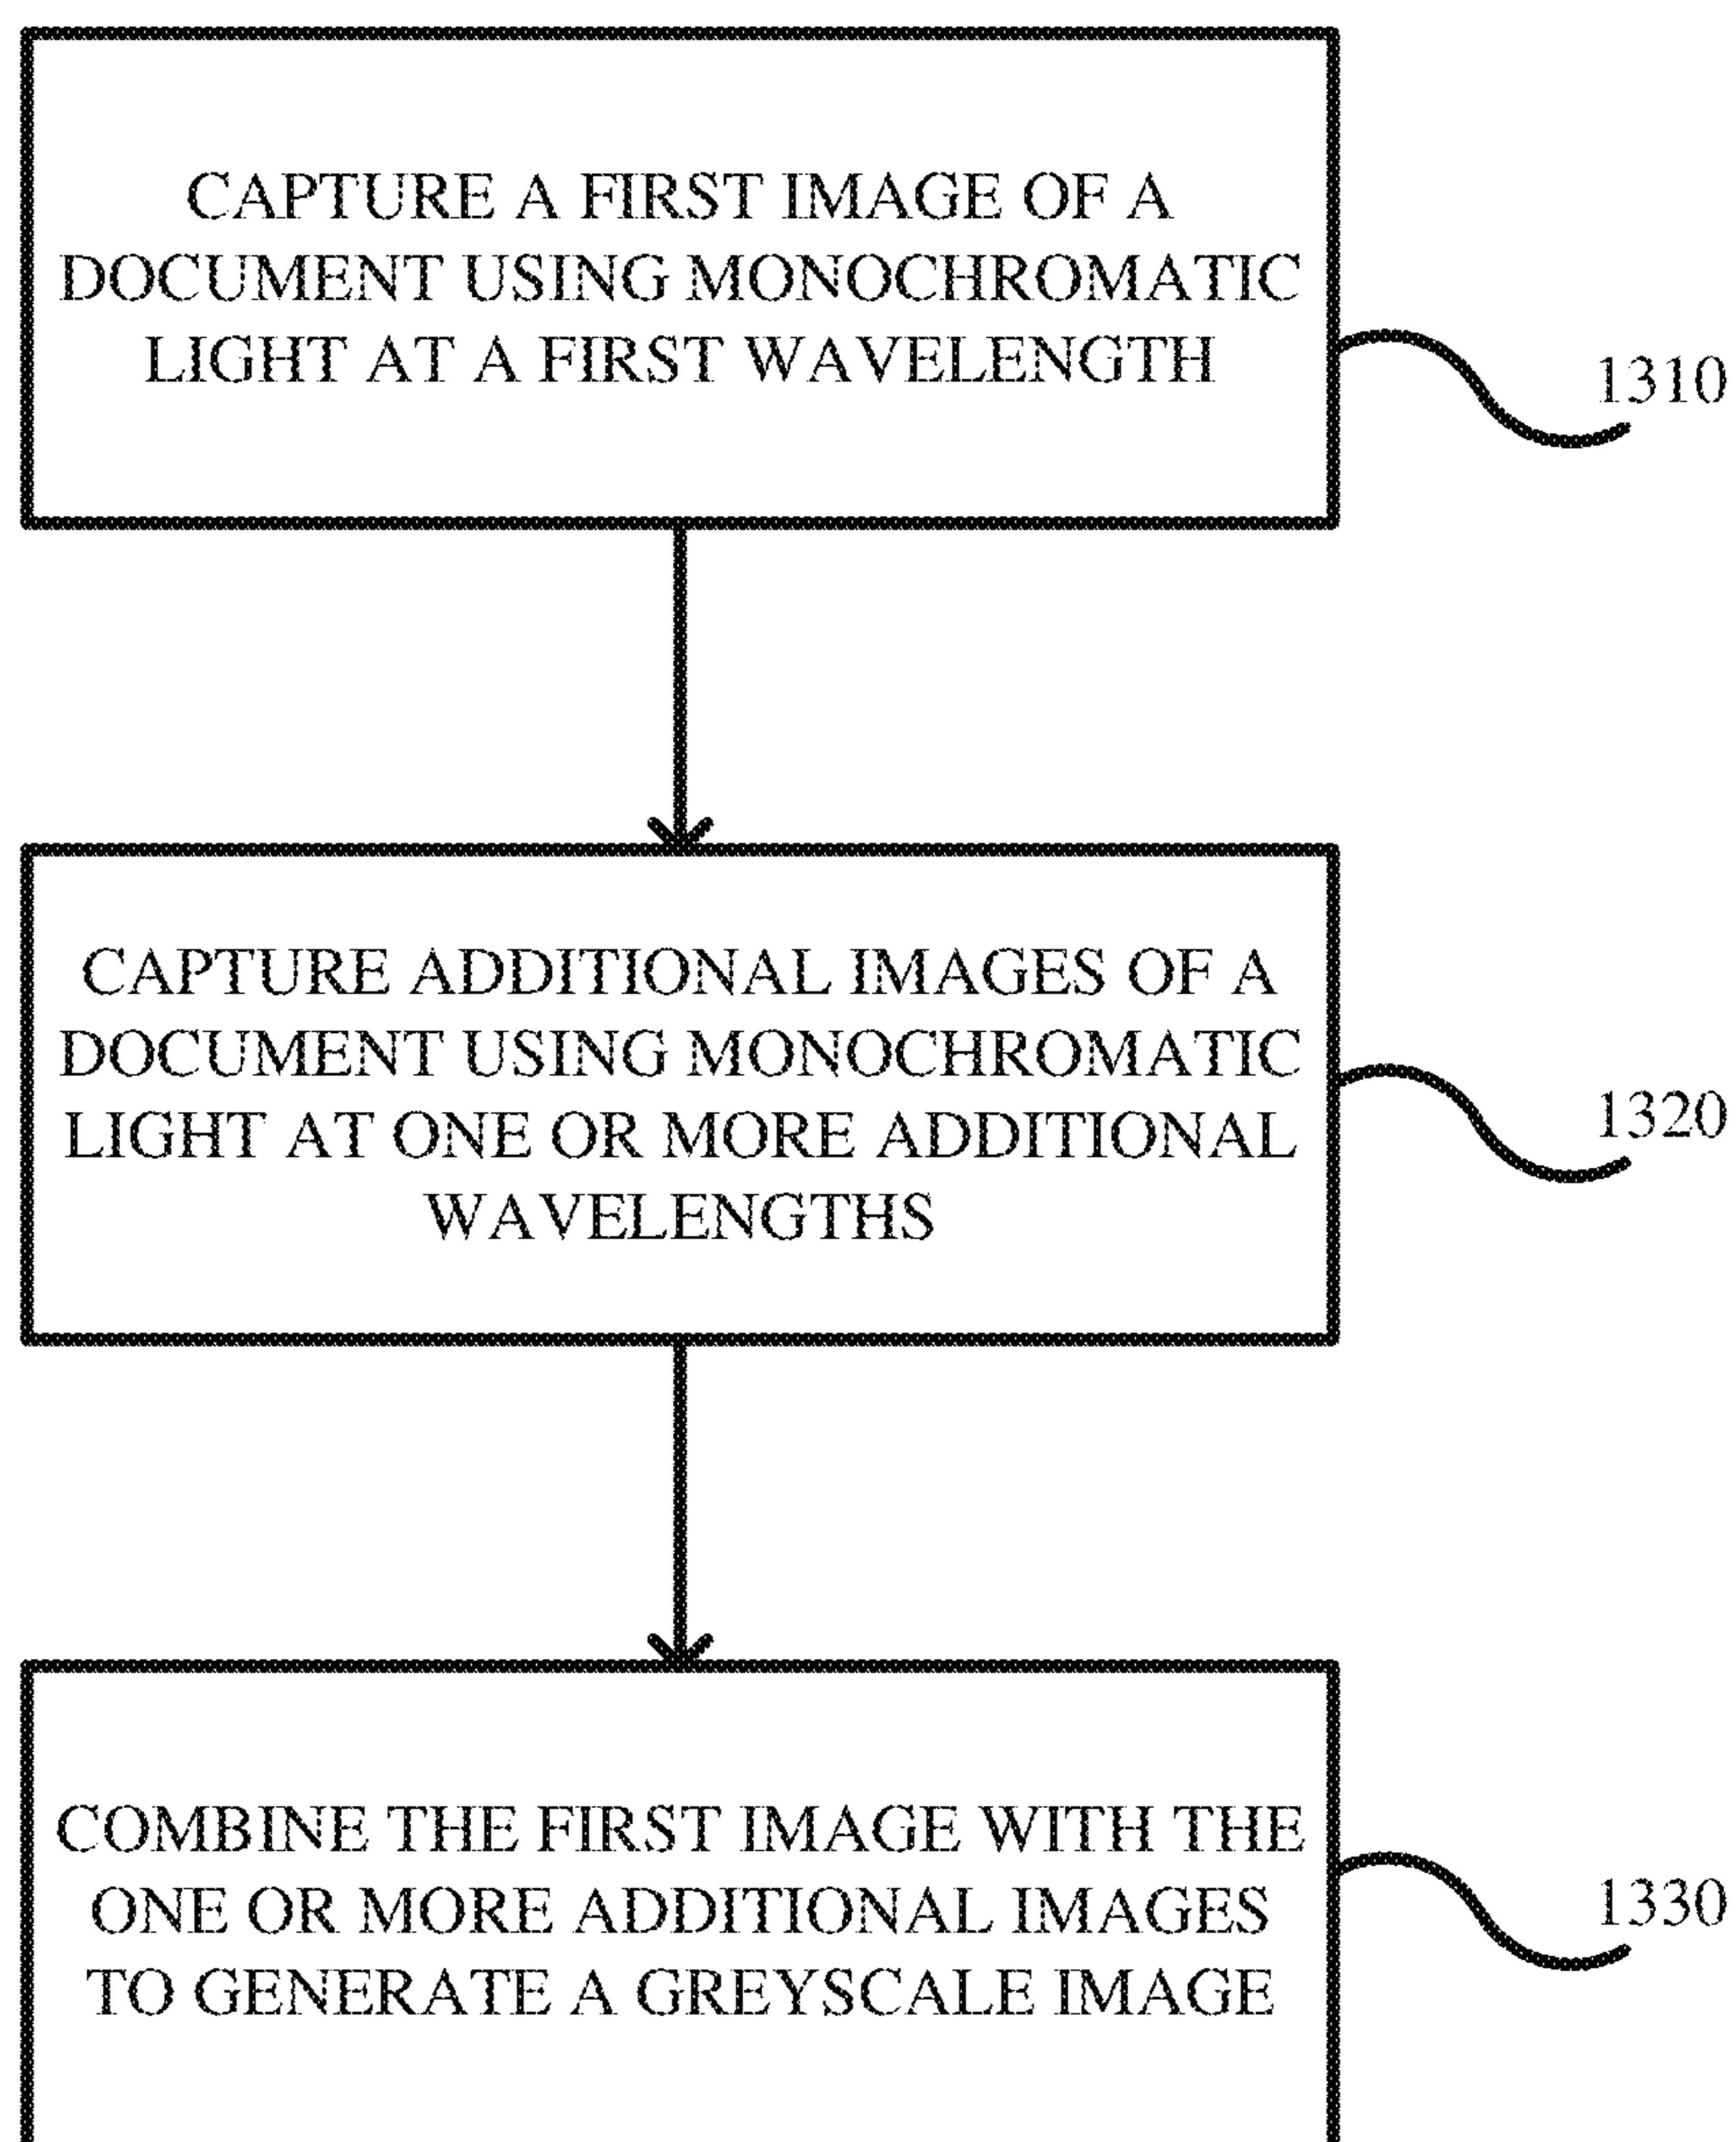 CAPTURE A FIRST IMAGE OF A
DOCUMENT USING MONOCHROMATIC
LIGHT AT A FIRST WAVELENGTH
1310
CAPTURE ADDITIONAL IMAGES OF A
DOCUMENT USING MONOCHROMATIC
LIGHT AT ONE OR MORE ADDITIONAL
WAVELENGTHS
1320
COMBINE THE FIRST IMAGE WITH THE
ONE OR MORE ADDITIONAL IMAGES
TO GENERATE A GREYSCALE IMAGE
1330